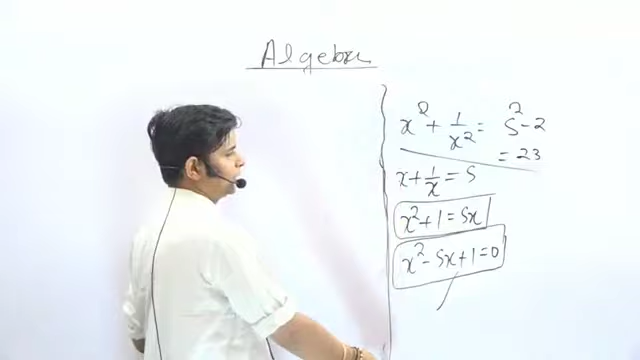 Algebra
x² + 1/x² = 5² - 2
= 23
x + 1/x = 5
x² + 1 = 5x
x² - 5x + 1 = 0